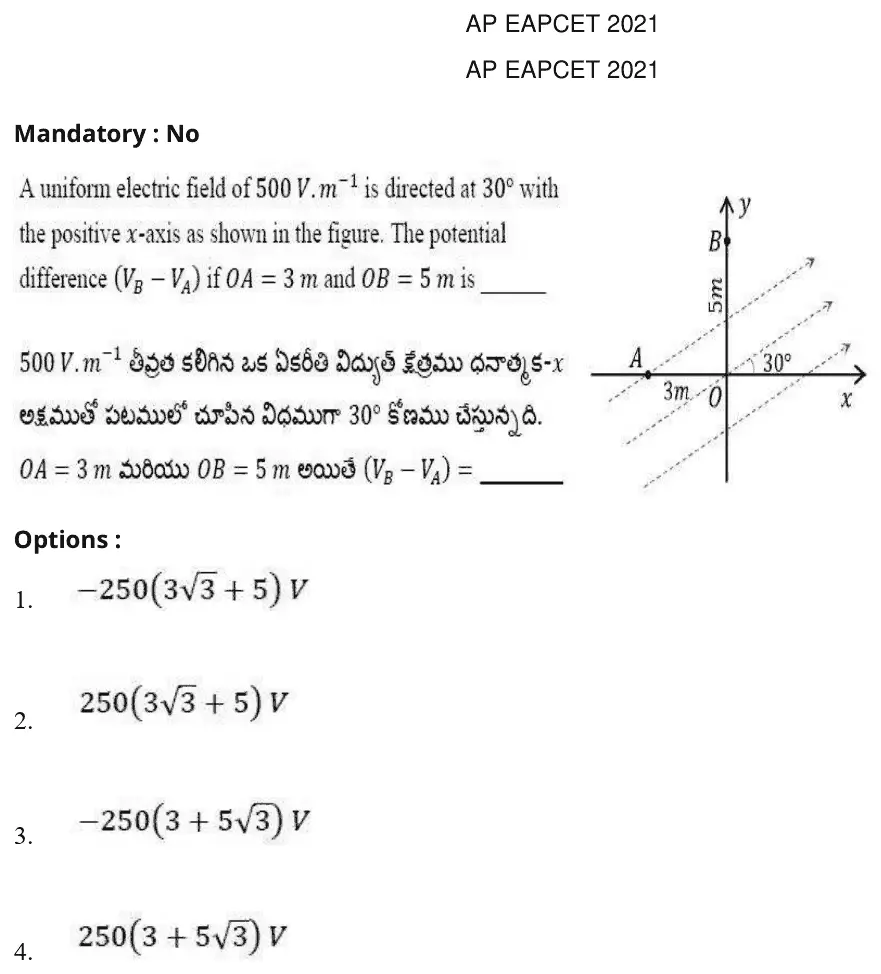 AP EAPCET 2021
AP EAPCET 2021
Mandatory : No
A uniform electric field of 500 V.m⁻¹ is directed at 30° with
the positive x-axis as shown in the figure. The potential
difference (V_B − V_A) if OA = 3 m and OB = 5 m is _____
y
B
5m
A
30°
3m
O
x
500 V.m⁻¹ తీవ్రత కలిగిన ఒక ఏకరీతి విద్యుత్ క్షేత్రము ధనాత్మక-x
అక్షముతో పటములో చూపిన విధముగా 30° కోణము చేస్తున్నది.
OA = 3 m మరియు OB = 5 m అయితే (V_B − V_A) = ______
Options :
1. −250(3√3 + 5) V
2. 250(3√3 + 5) V
3. −250(3 + 5√3) V
4. 250(3 + 5√3) V